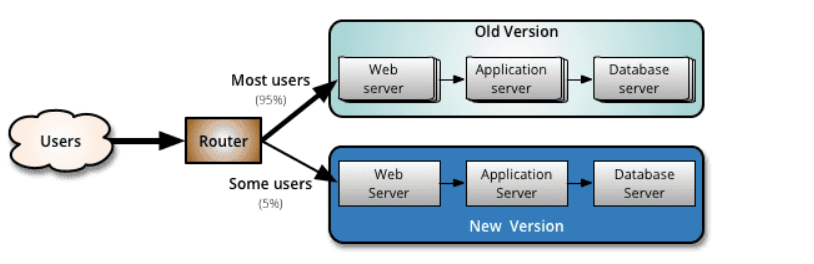 Old Version
Web
server
Application
server
Database
server
Most users
(95%)
Users
Router
Some users
(5%)
Web
Server
Application
Server
Database
Server
New Version